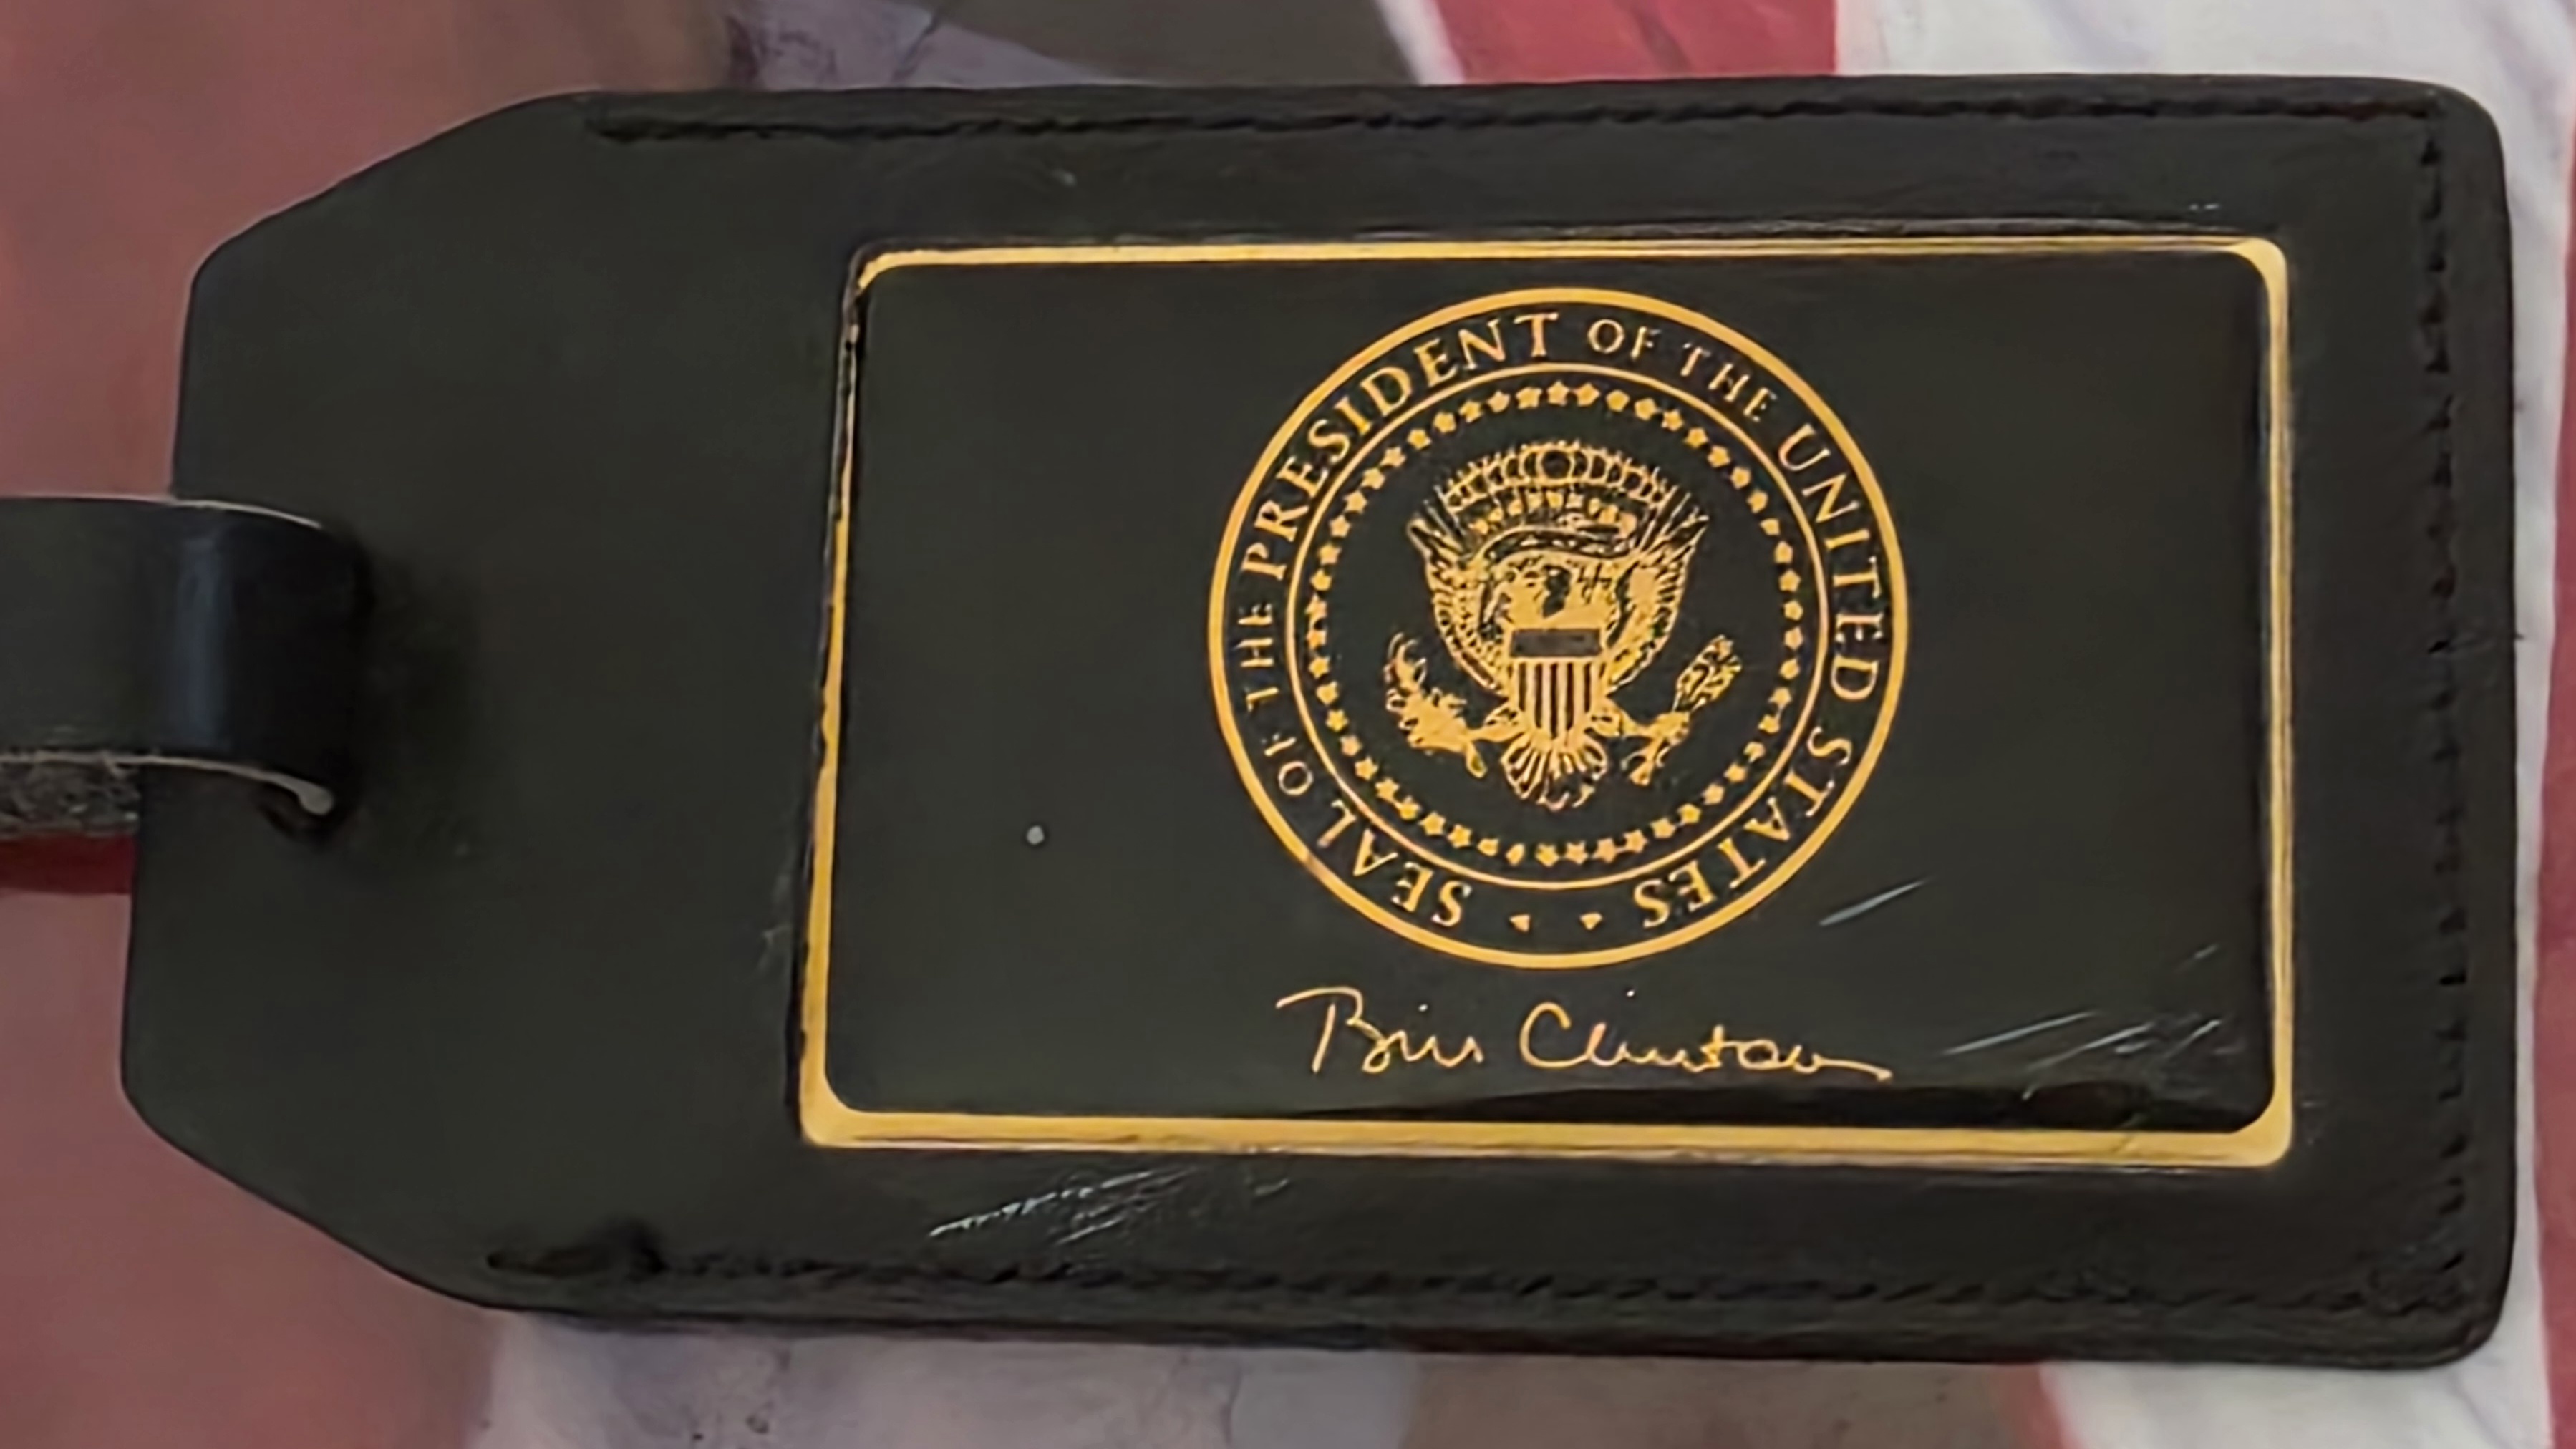 SEAL OF THE PRESIDENT OF THE UNITED STATES
Bill Clinton